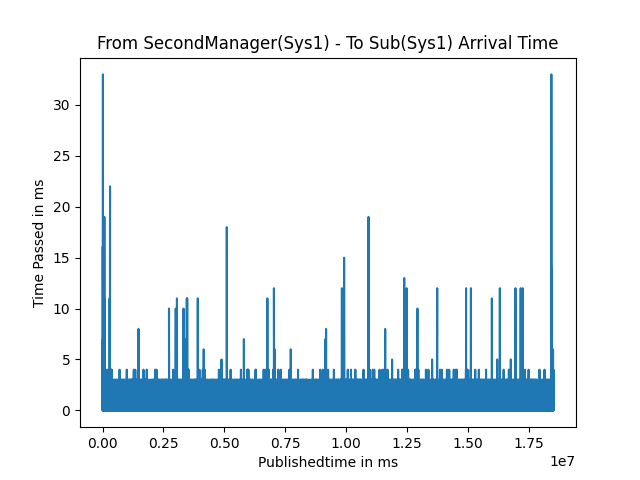 From SecondManager(Sys1) - To Sub(Sys1) Arrival Time
Time Passed in ms
30
25
20
15
10
5
0
0.00 0.25 0.50 0.75 1.00 1.25 1.50 1.75
1e7
Publishedtime in ms